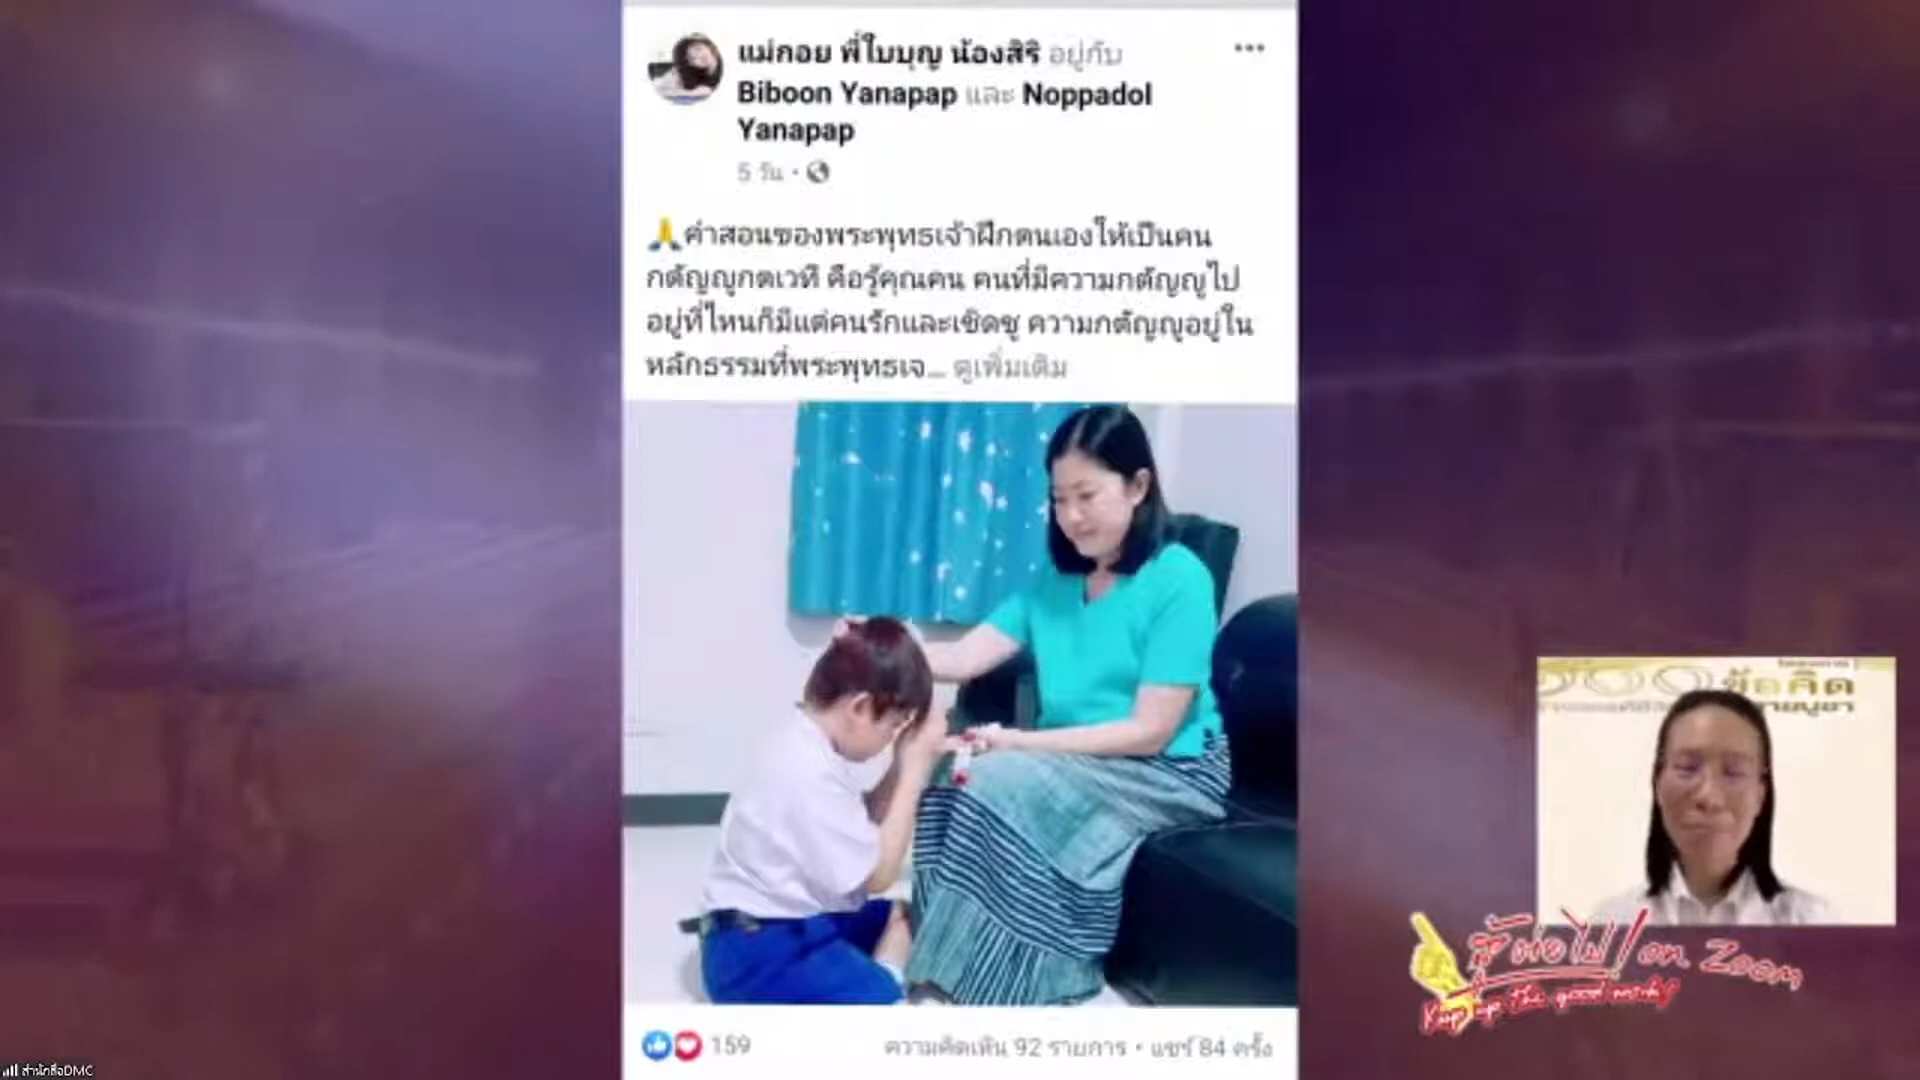 แม่กอย พี่ใบบุญ น้องสิริ อยู่กับ
Biboon Yanapap และ Noppadol
Yanapap
5 วัน ·
🙏คำสอนของพระพุทธเจ้าฝึกตนเองให้เป็นคน
กตัญญูกตเวที คือรู้คุณคน คนที่มีความกตัญญูไป
อยู่ที่ไหนก็มีแต่คนรักและเชิดชู ความกตัญญูอยู่ใน
หลักธรรมที่พระพุทธเจ... ดูเพิ่มเติม
159
ความคิดเห็น 92 รายการ · แชร์ 84 ครั้ง
ข้อคิด
สู้ต่อไป! on Zoom
Keep up the good work!
สำนักสื่อDMC